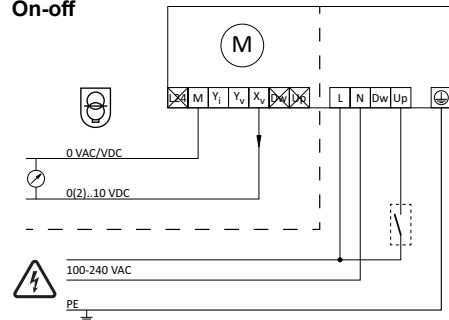 On-off
M
L24 M Yi Yv Xv Dw Up L N Dw Up
0 VAC/VDC
0(2)..10 VDC
100-240 VAC
PE